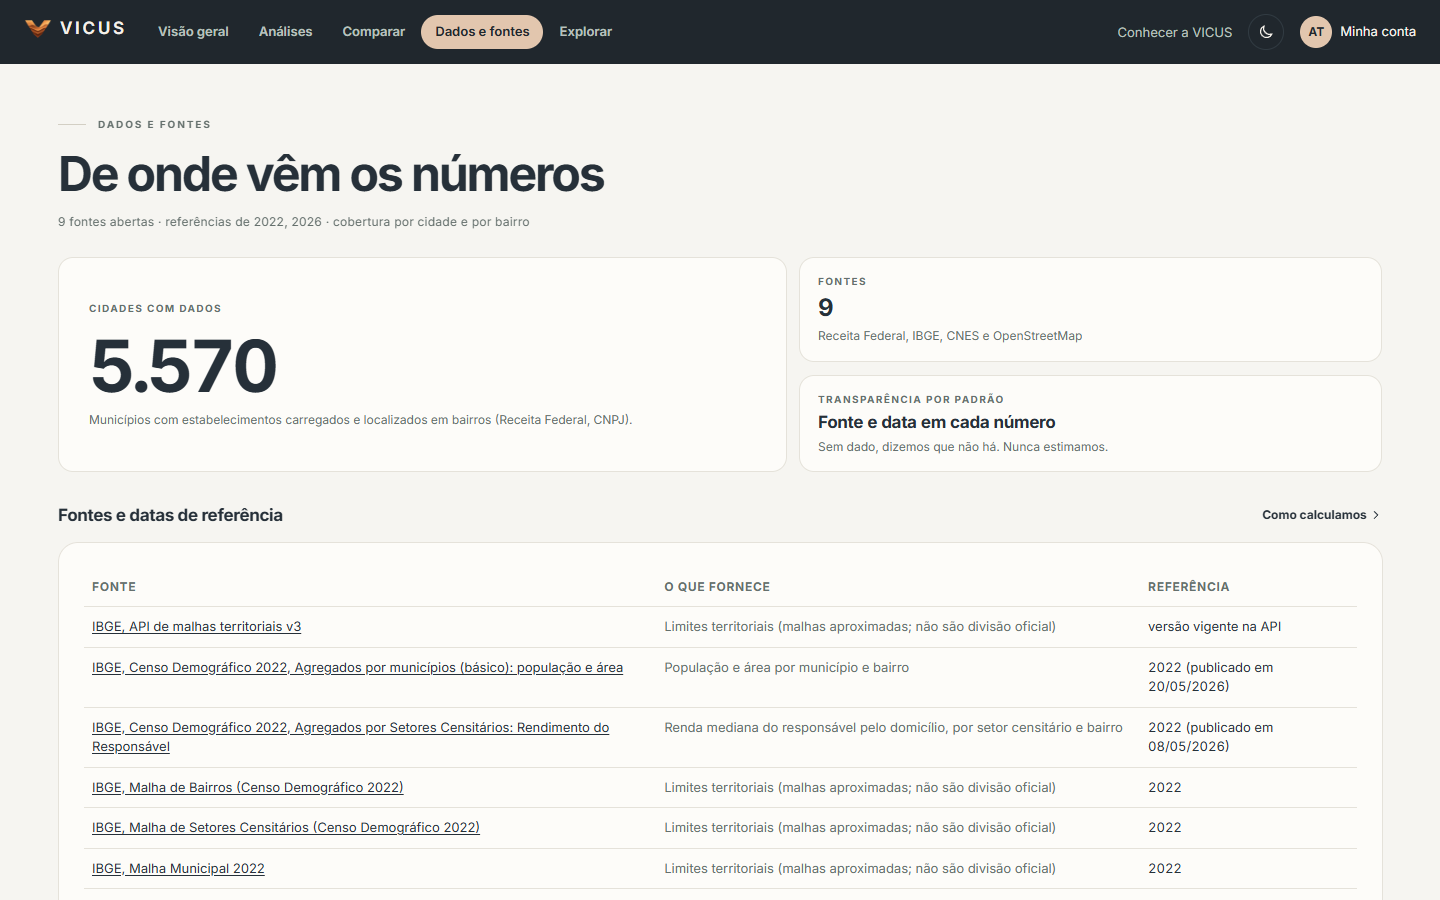 VICUS
Visão geral
Análises
Comparar
Dados e fontes
Explorar
Conhecer a VICUS
AT
Minha conta
DADOS E FONTES
De onde vêm os números
9 fontes abertas · referências de 2022, 2026 · cobertura por cidade e por bairro
CIDADES COM DADOS
5.570
Municípios com estabelecimentos carregados e localizados em bairros (Receita Federal, CNPJ).
FONTES
9
Receita Federal, IBGE, CNES e OpenStreetMap
TRANSPARÊNCIA POR PADRÃO
Fonte e data em cada número
Sem dado, dizemos que não há. Nunca estimamos.
Fontes e datas de referência
Como calculamos
FONTE
O QUE FORNECE
REFERÊNCIA
IBGE, API de malhas territoriais v3
Limites territoriais (malhas aproximadas; não são divisão oficial)
versão vigente na API
IBGE, Censo Demográfico 2022, Agregados por municípios (básico): população e área
População e área por município e bairro
2022 (publicado em
20/05/2026)
IBGE, Censo Demográfico 2022, Agregados por Setores Censitários: Rendimento do
Responsável
Renda mediana do responsável pelo domicílio, por setor censitário e bairro
2022 (publicado em
08/05/2026)
IBGE, Malha de Bairros (Censo Demográfico 2022)
Limites territoriais (malhas aproximadas; não são divisão oficial)
2022
IBGE, Malha de Setores Censitários (Censo Demográfico 2022)
Limites territoriais (malhas aproximadas; não são divisão oficial)
2022
IBGE, Malha Municipal 2022
Limites territoriais (malhas aproximadas; não são divisão oficial)
2022